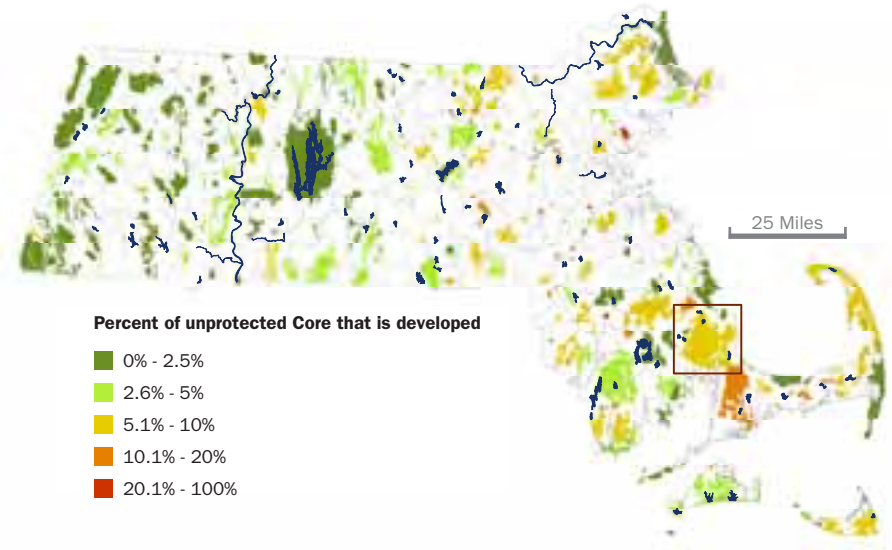 25 Miles
Percent of unprotected Core that is developed
0% - 2.5%
2.6% - 5%
5.1% - 10%
10.1% - 20%
20.1% - 100%